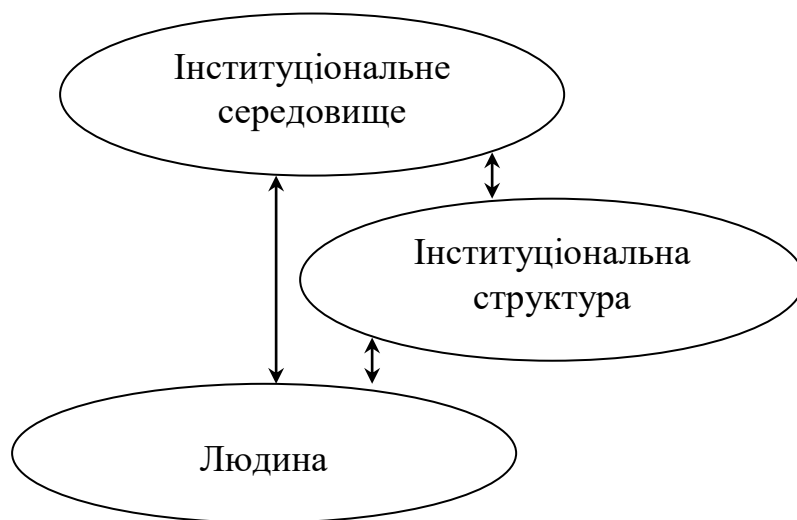 Інституціональне
середовище
Інституціональна
структура
Людина